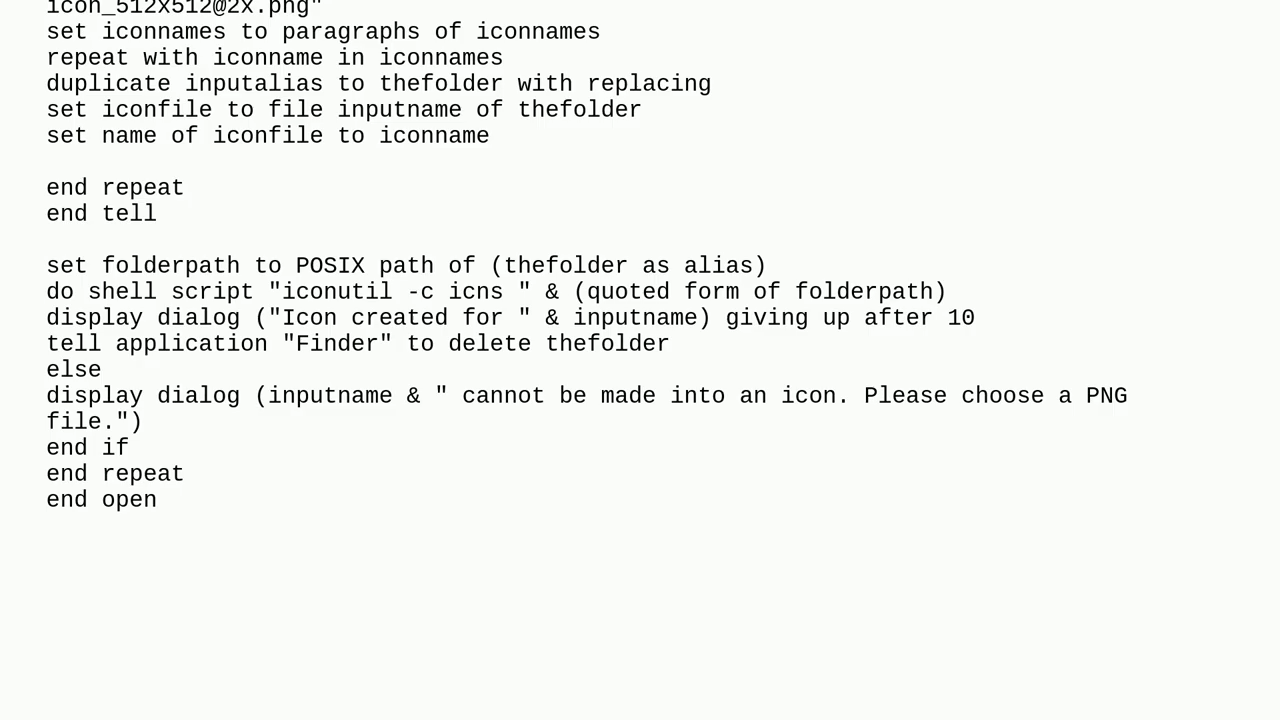 icon_512x512@2x.png"
set iconnames to paragraphs of iconnames
repeat with iconname in iconnames
duplicate inputalias to thefolder with replacing
set iconfile to file inputname of thefolder
set name of iconfile to iconname
end repeat
end tell
set folderpath to POSIX path of (thefolder as alias)
do shell script "iconutil -c icns " & (quoted form of folderpath)
display dialog ("Icon created for " & inputname) giving up after 10
tell application "Finder" to delete thefolder
else
display dialog (inputname & " cannot be made into an icon. Please choose a PNG
file.")
end if
end repeat
end open